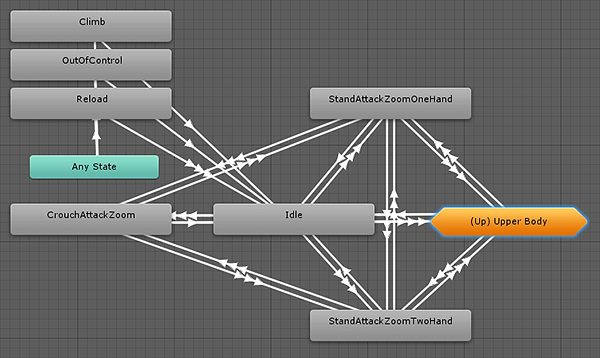 Climb
OutOfControl
Reload
StandAttackZoomOneHand
Any State
CrouchAttackZoom
Idle
(Up) Upper Body
StandAttackZoomTwoHand